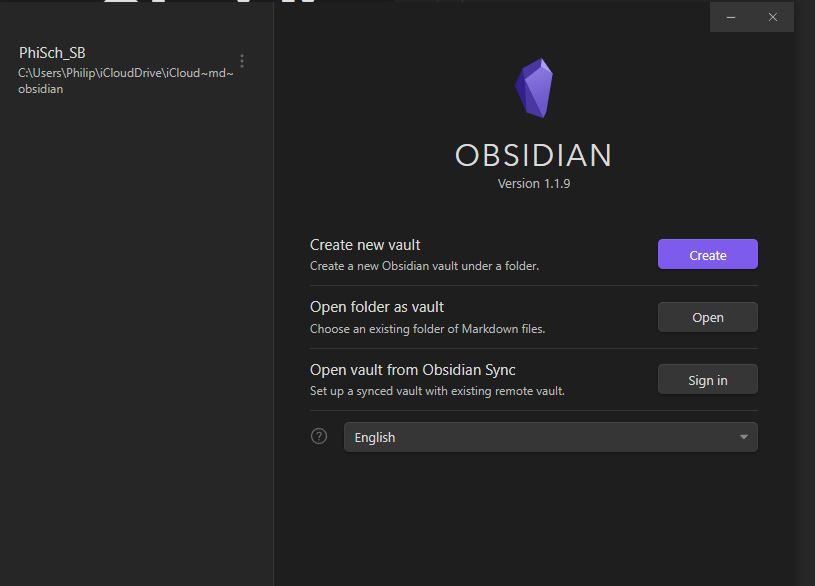 PhiSch_SB
C:\Users\Philip\iCloudDrive\iCloud~md~
obsidian
OBSIDIAN
Version 1.1.9
Create new vault
Create a new Obsidian vault under a folder.
Create
Open folder as vault
Choose an existing folder of Markdown files.
Open
Open vault from Obsidian Sync
Set up a synced vault with existing remote vault.
Sign in
?
English